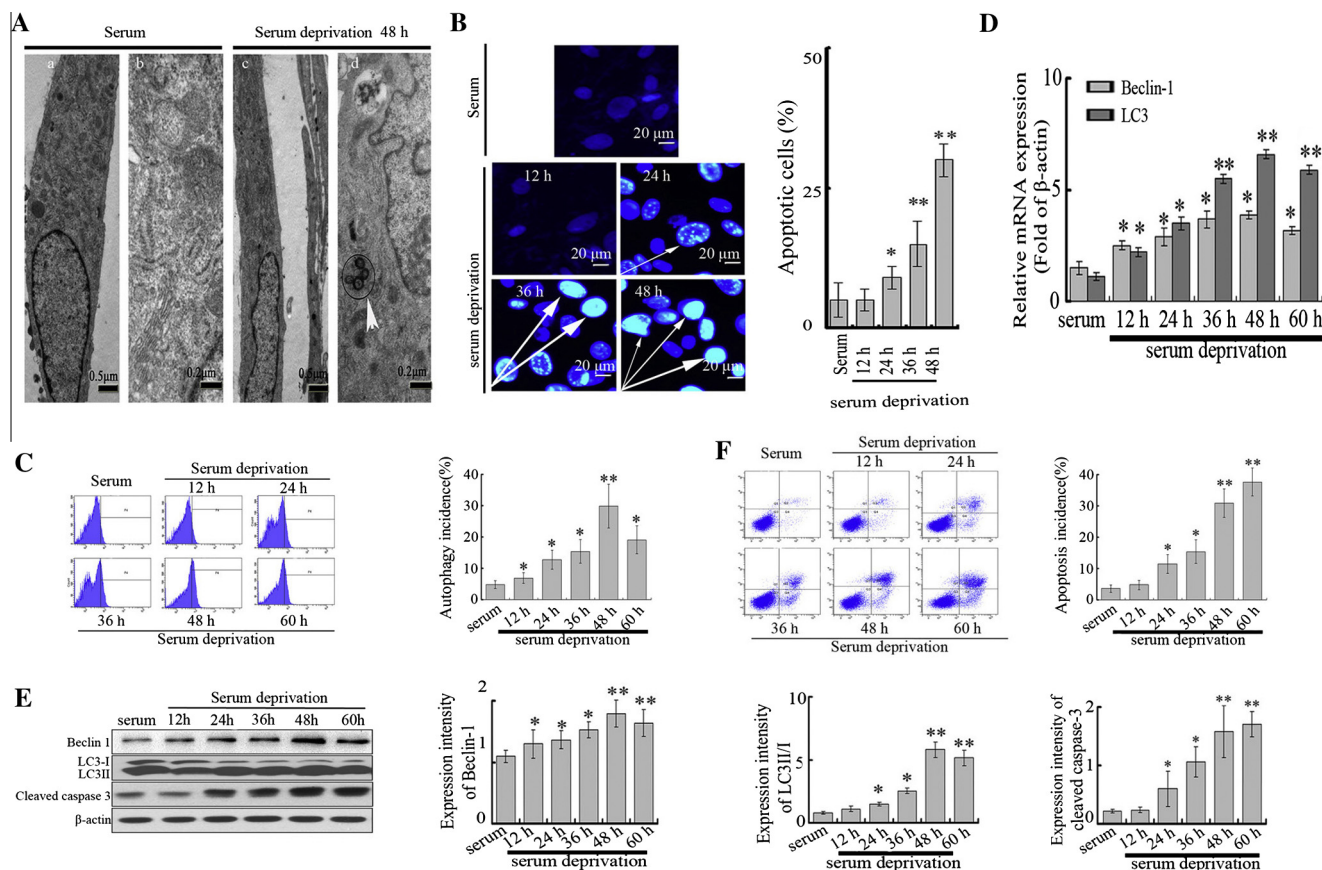 A
Serum
Serum deprivation 48 h
a
b
c
d
0.5μm
0.2μm
0.5μm
0.2μm
B
Serum
serum deprivation
20 μm
12 h
20 μm
24 h
20 μm
36 h
20 μm
48 h
20 μm
Apoptotic cells (%)
50
25
0
*
**
**
Serum
12 h
24 h
36 h
48 h
serum deprivation
D
Relative mRNA expression
(Fold of β-actin)
10
5
0
Beclin-1
LC3
* *
* *
* **
* **
* **
serum
12 h
24 h
36 h
48 h
60 h
serum deprivation
C
Serum
Serum deprivation
12 h
24 h
36 h
48 h
60 h
Serum deprivation
Autophagy incidence(%)
40
30
20
10
0
*
*
*
**
*
serum
12 h
24 h
36 h
48 h
60 h
serum deprivation
F
Serum
Serum deprivation
12 h
24 h
36 h
48 h
60 h
Serum deprivation
Apoptosis incidence(%)
40
30
20
10
0
*
*
**
**
serum
12 h
24 h
36 h
48 h
60 h
serum deprivation
E
Serum deprivation
serum 12h 24h 36h 48h 60h
Beclin 1
LC3-I
LC3II
Cleaved caspase 3
β-actin
Expression intensity
of Beclin-1
2
1
0
*
*
*
**
**
serum
12 h
24 h
36 h
48 h
60 h
serum deprivation
Expression intensity
of LC3II/I
10
5
0
*
*
**
**
serum
12 h
24 h
36 h
48 h
60 h
serum deprivation
Expression intensity of
cleaved caspase-3
2
1
0
*
*
**
**
serum
12 h
24 h
36 h
48 h
60 h
serum deprivation